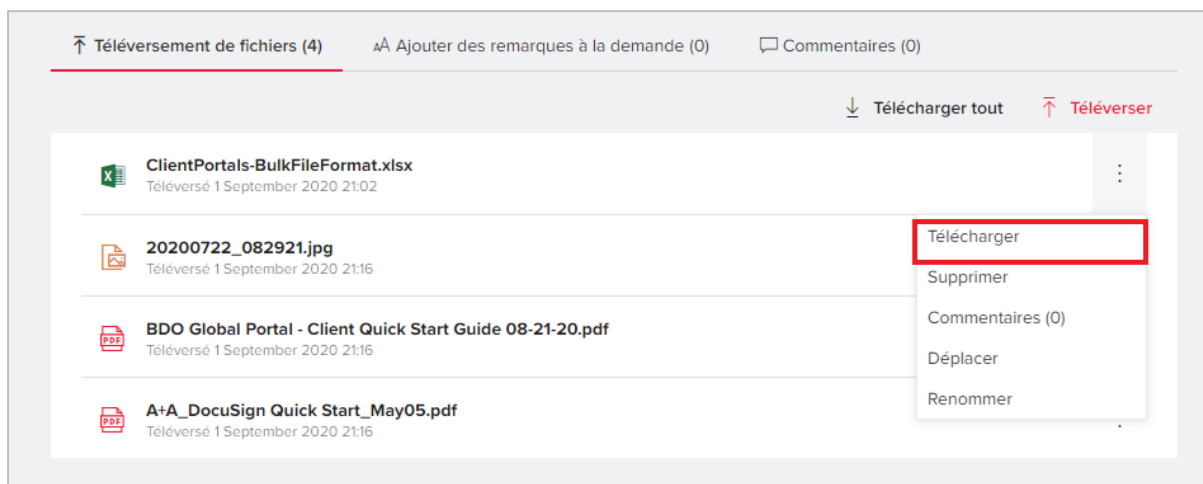 Téléversement de fichiers (4) Ajouter des remarques à la demande (0) Commentaires (0)
Télécharger tout Téléverser
ClientPortals-BulkFileFormat.xlsx
Téléversé 1 September 2020 21:02
Télécharger
20200722_082921.jpg
Téléversé 1 September 2020 21:16
Supprimer
Commentaires (0)
BDO Global Portal - Client Quick Start Guide 08-21-20.pdf
Téléversé 1 September 2020 21:16
Déplacer
Renommer
A+A_DocuSign Quick Start_May05.pdf
Téléversé 1 September 2020 21:16